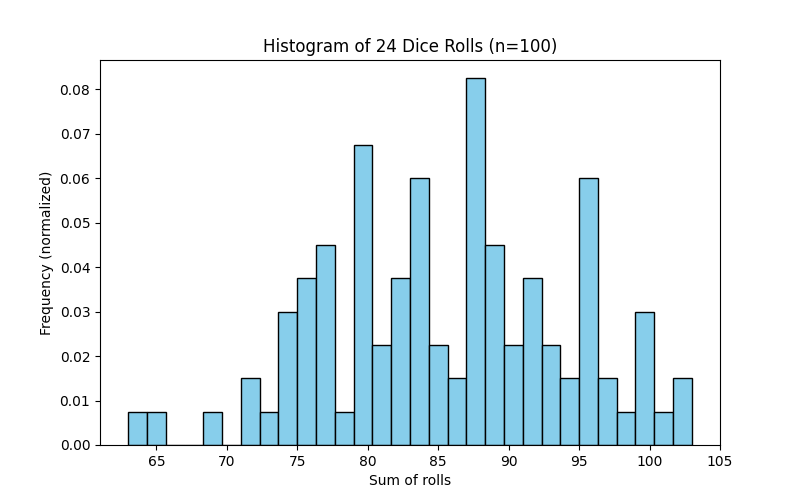 Histogram of 24 Dice Rolls (n=100)
Frequency (normalized)
0.08
0.07
0.06
0.05
0.04
0.03
0.02
0.01
0.00
65 70 75 80 85 90 95 100 105
Sum of rolls